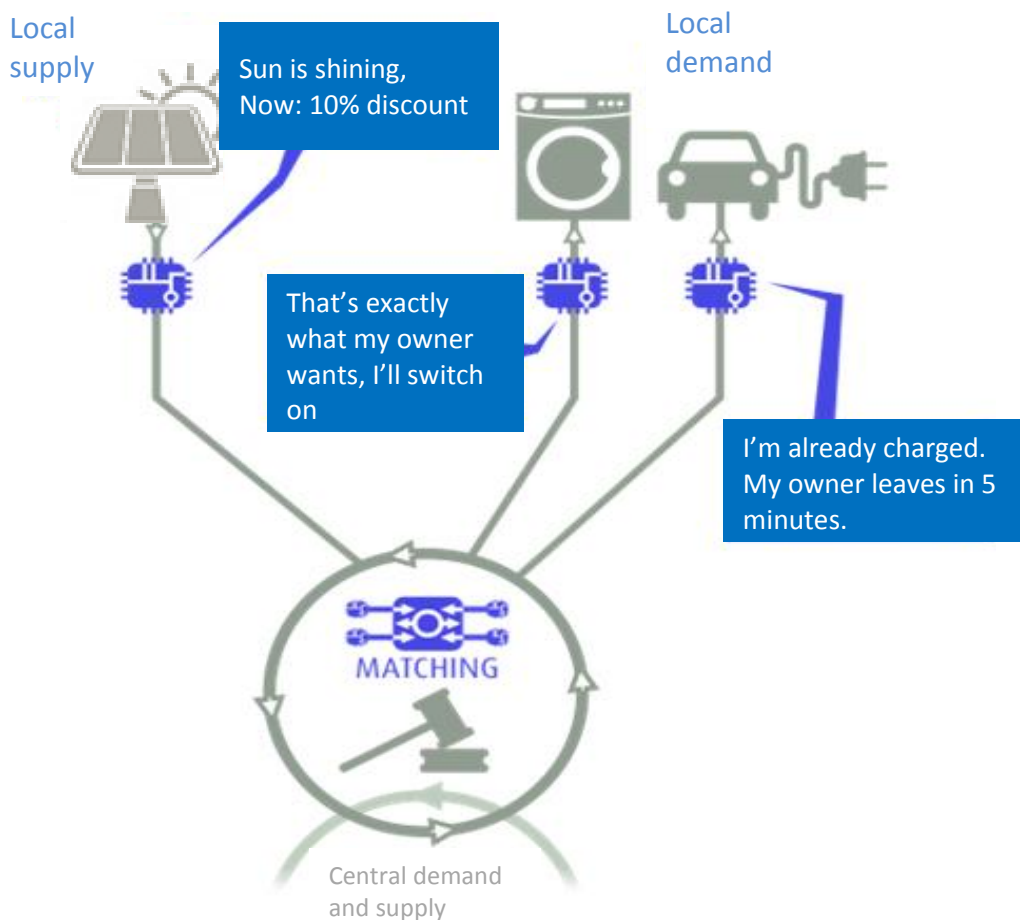 Local
supply
Sun is shining,
Now: 10% discount
Local
demand
That’s exactly
what my owner
wants, I’ll switch
on
I’m already charged.
My owner leaves in 5
minutes.
MATCHING
Central demand
and supply